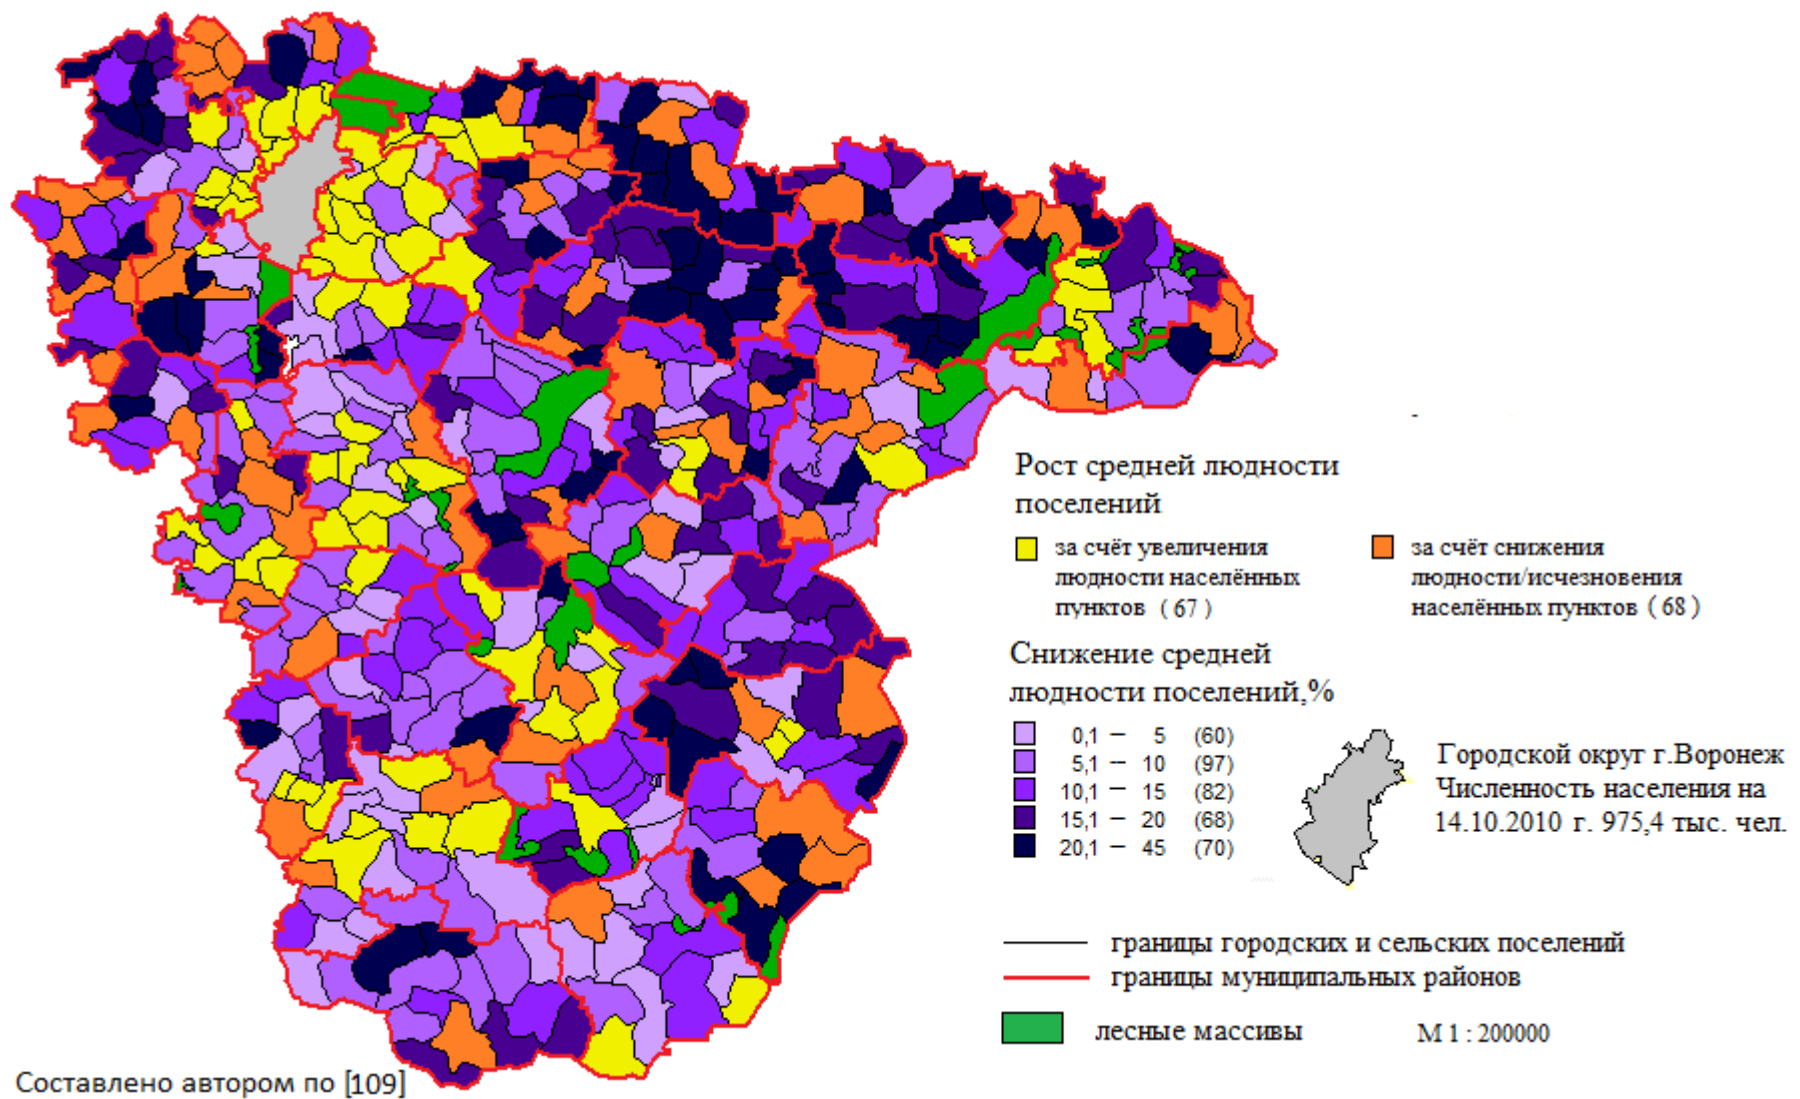 Рост средней людности
поселений
за счёт увеличения
людности населённых
пунктов (67)
за счёт снижения
людности/исчезновения
населённых пунктов (68)
Снижение средней
людности поселений,%
0,1 – 5 (60)
5,1 – 10 (97)
10,1 – 15 (82)
15,1 – 20 (68)
20,1 – 45 (70)
Городской округ г.Воронеж
Численность населения на
14.10.2010 г. 975,4 тыс. чел.
границы городских и сельских поселений
границы муниципальных районов
лесные массивы
М 1 : 200000
Составлено автором по [109]